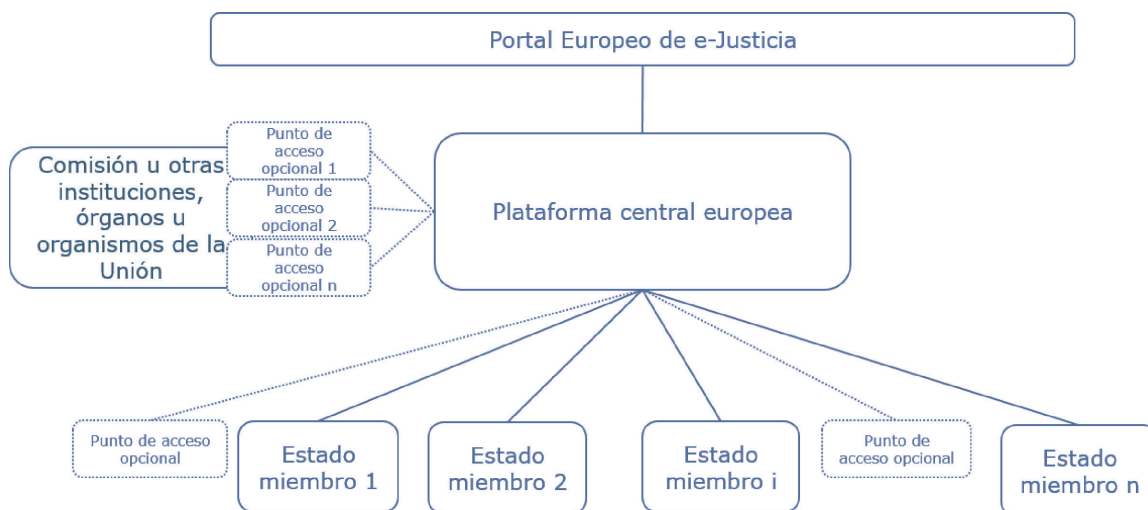 Portal Europeo de e-Justicia
Comisión u otras
instituciones,
órganos u
organismos de la
Unión
Punto de
acceso
opcional 1
Punto de
acceso
opcional 2
Punto de
acceso
opcional n
Plataforma central europea
Punto de acceso
opcional
Estado
miembro 1
Estado
miembro 2
Estado
miembro i
Punto de
acceso opcional
Estado
miembro n